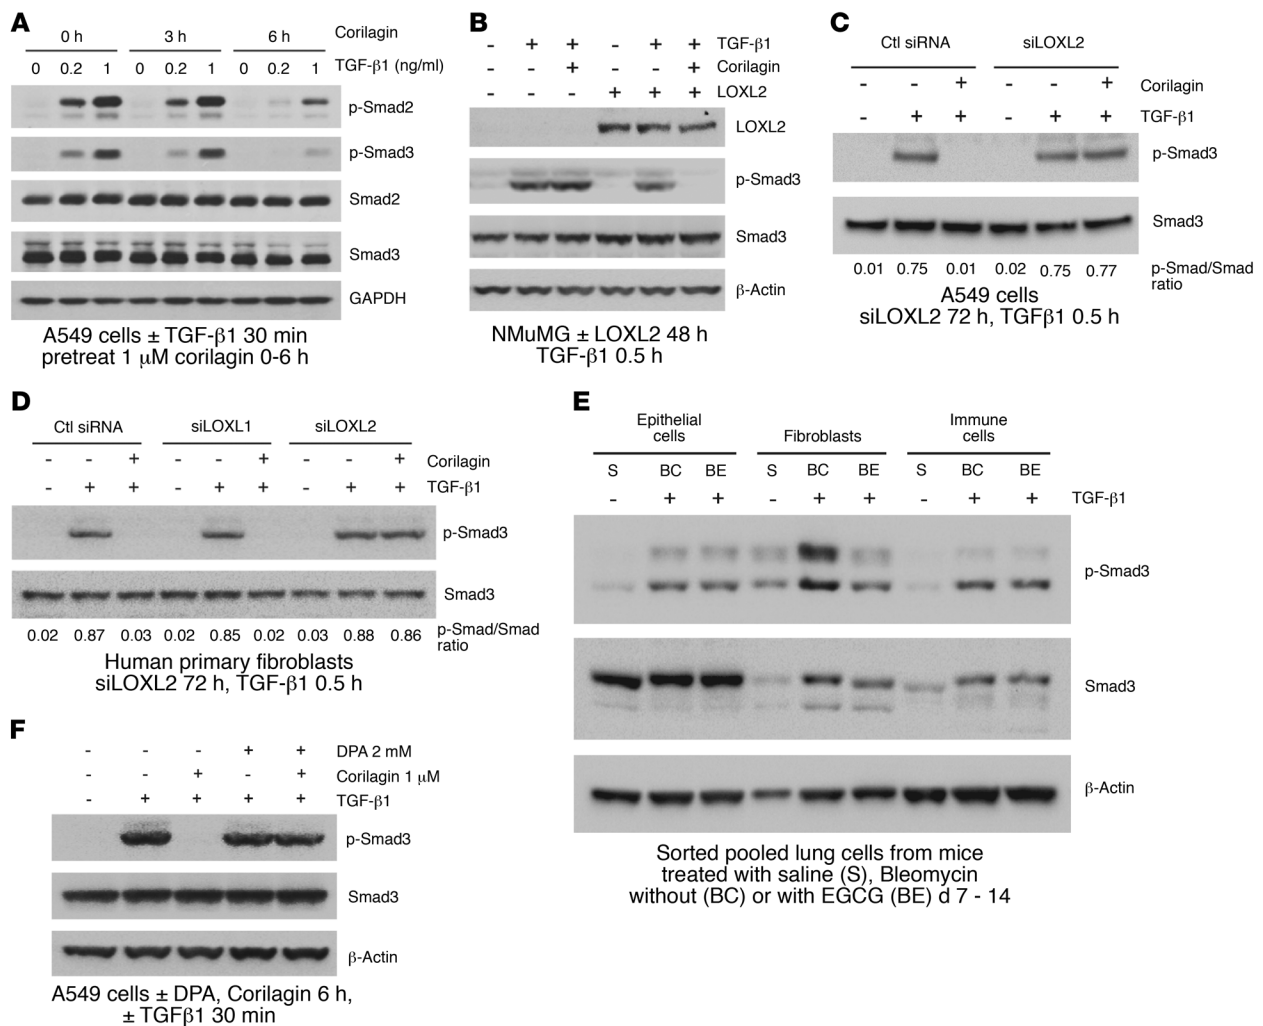 A
0 h 3 h 6 h Corilagin
0 0.2 1 0 0.2 1 0 0.2 1 TGF-β1 (ng/ml)
p-Smad2
p-Smad3
Smad2
Smad3
GAPDH
A549 cells ± TGF-β1 30 min
pretreat 1 μM corilagin 0-6 h
B
- + + - + + TGF-β1
- - + - - + Corilagin
- - - + + + LOXL2
LOXL2
p-Smad3
Smad3
β-Actin
NMuMG ± LOXL2 48 h
TGF-β1 0.5 h
C
Ctl siRNA siLOXL2
- - + - - + Corilagin
- + + - + + TGF-β1
p-Smad3
Smad3
0.01 0.75 0.01 0.02 0.75 0.77 p-Smad/Smad
ratio
A549 cells
siLOXL2 72 h, TGFβ1 0.5 h
D
Ctl siRNA siLOXL1 siLOXL2
- - + - - + - - + Corilagin
- + + - + + - + + TGF-β1
p-Smad3
Smad3
0.02 0.87 0.03 0.02 0.85 0.02 0.03 0.88 0.86 p-Smad/Smad
ratio
Human primary fibroblasts
siLOXL2 72 h, TGF-β1 0.5 h
E
Epithelial
cells
Fibroblasts
Immune
cells
S BC BE S BC BE S BC BE
- + + - + + - + + TGF-β1
p-Smad3
Smad3
β-Actin
Sorted pooled lung cells from mice
treated with saline (S), Bleomycin
without (BC) or with EGCG (BE) d 7 - 14
F
- - - + + DPA 2 mM
- - + - + Corilagin 1 μM
- + + + + TGF-β1
p-Smad3
Smad3
β-Actin
A549 cells ± DPA, Corilagin 6 h,
± TGFβ1 30 min